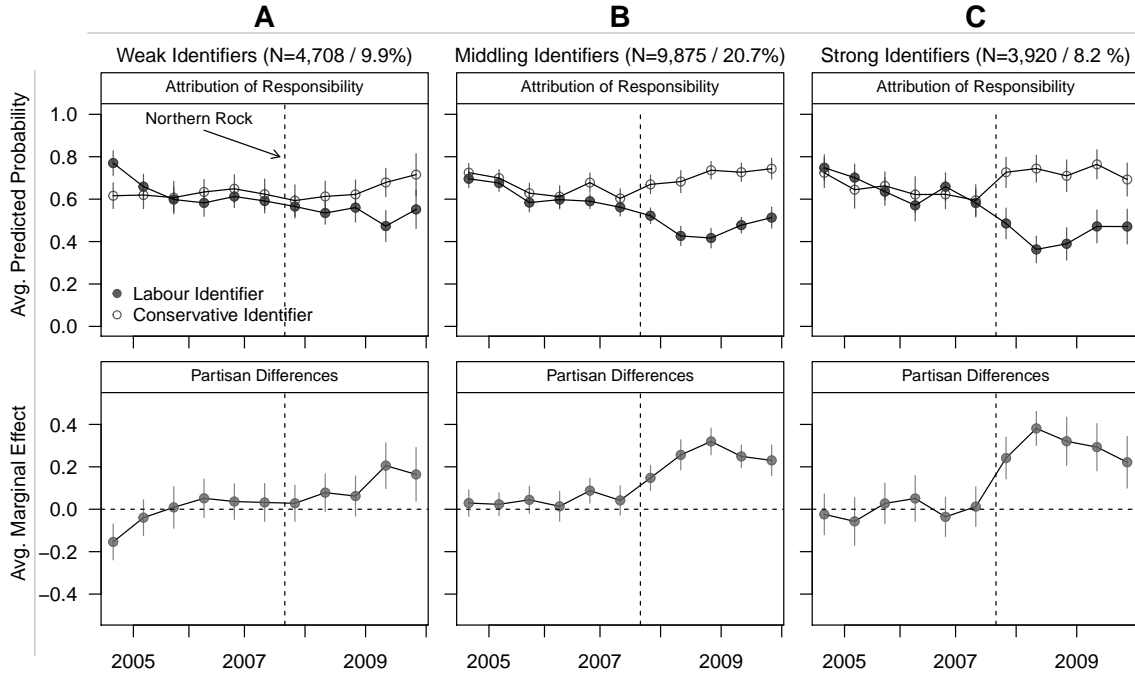 A B C
Weak Identifiers (N=4,708 / 9.9%) Middling Identifiers (N=9,875 / 20.7%) Strong Identifiers (N=3,920 / 8.2 %)
Attribution of Responsibility Attribution of Responsibility Attribution of Responsibility
Avg. Predicted Probability
1.0
0.8
0.6
0.4
0.2
0.0
Northern Rock
Labour Identifier
Conservative Identifier
Partisan Differences Partisan Differences Partisan Differences
Avg. Marginal Effect
0.4
0.2
0.0
−0.2
−0.4
2005 2007 2009 2005 2007 2009 2005 2007 2009